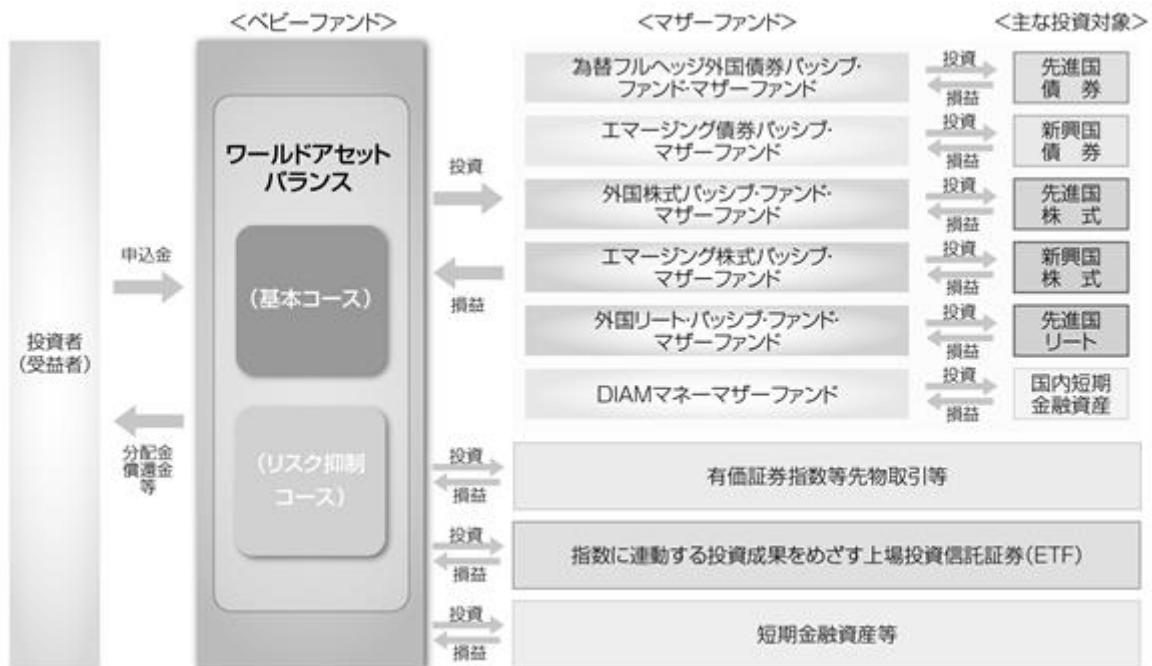 <ベビーファンド>
<マザーファンド>
<主な投資対象>
投資者
(受益者)
申込金
分配金
償還金
等
ワールドアセット
バランス
(基本コース)
(リスク抑制
コース)
投資
損益
為替フルヘッジ外国債券パッシブ・
ファンド・マザーファンド
投資
損益
先進国
債 券
エマージング債券パッシブ・
マザーファンド
投資
損益
新興国
債 券
外国株式パッシブ・ファンド・
マザーファンド
投資
損益
先進国
株 式
エマージング株式パッシブ・
マザーファンド
投資
損益
新興国
株 式
外国リート・パッシブ・ファンド・
マザーファンド
投資
損益
先進国
リート
DIAMマネーマザーファンド
投資
損益
国内短期
金融資産
投資
損益
有価証券指数等先物取引等
投資
損益
指数に連動する投資成果をめざす上場投資信託証券(ETF)
投資
損益
短期金融資産等